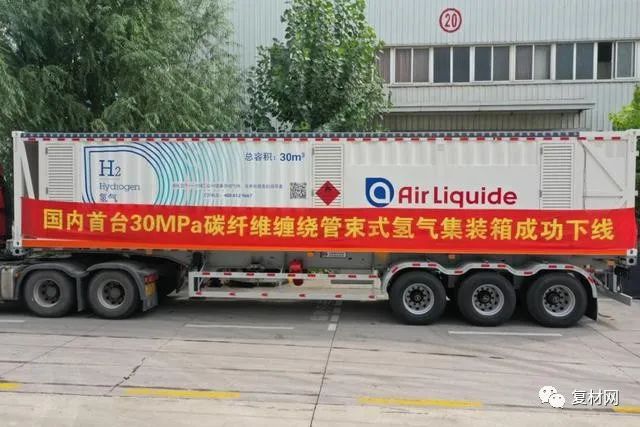 20
H₂
Hydrogen
氢气
总容积：30m³
Air Liquide
国内首台30MPa碳纤维缠绕管束式氢气集装箱成功下线
复材网